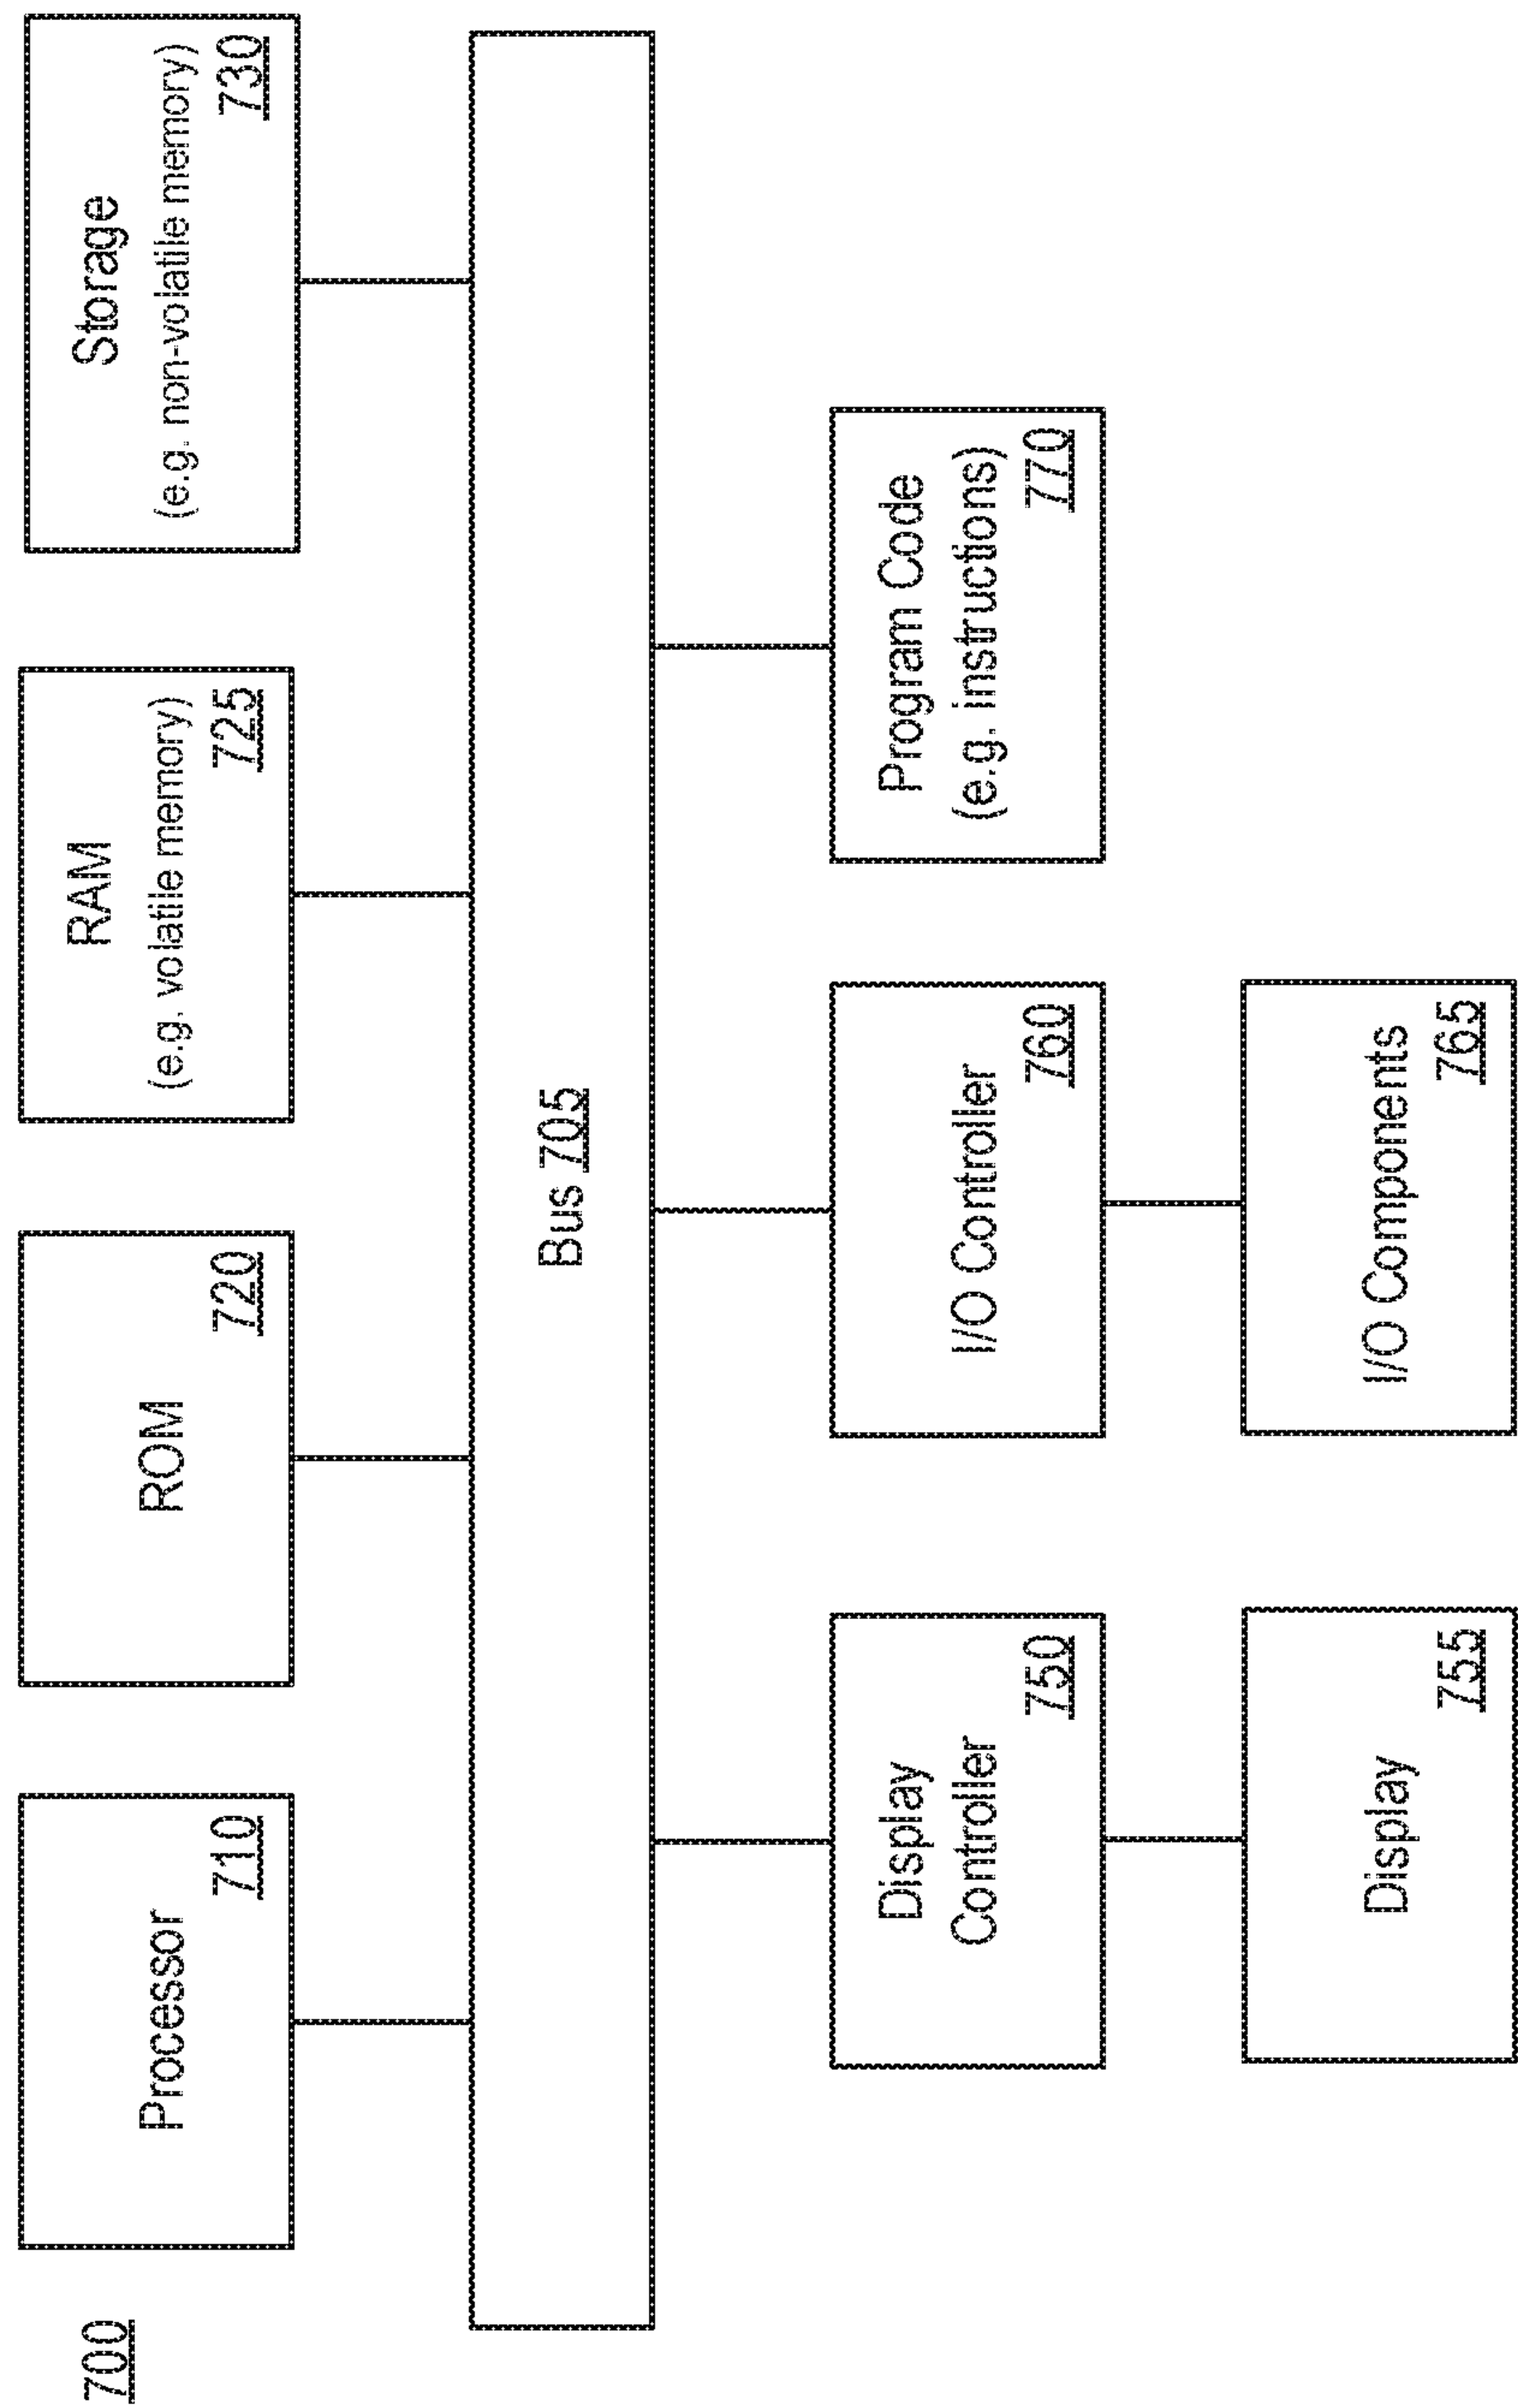 700
Processor
710
ROM
720
RAM
(e.g. volatile memory)
725
Storage
(e.g. non-volatile memory)
730
Bus 705
Display
Controller
750
I/O Controller
760
Program Code
(e.g. instructions)
770
Display
755
I/O Components
765